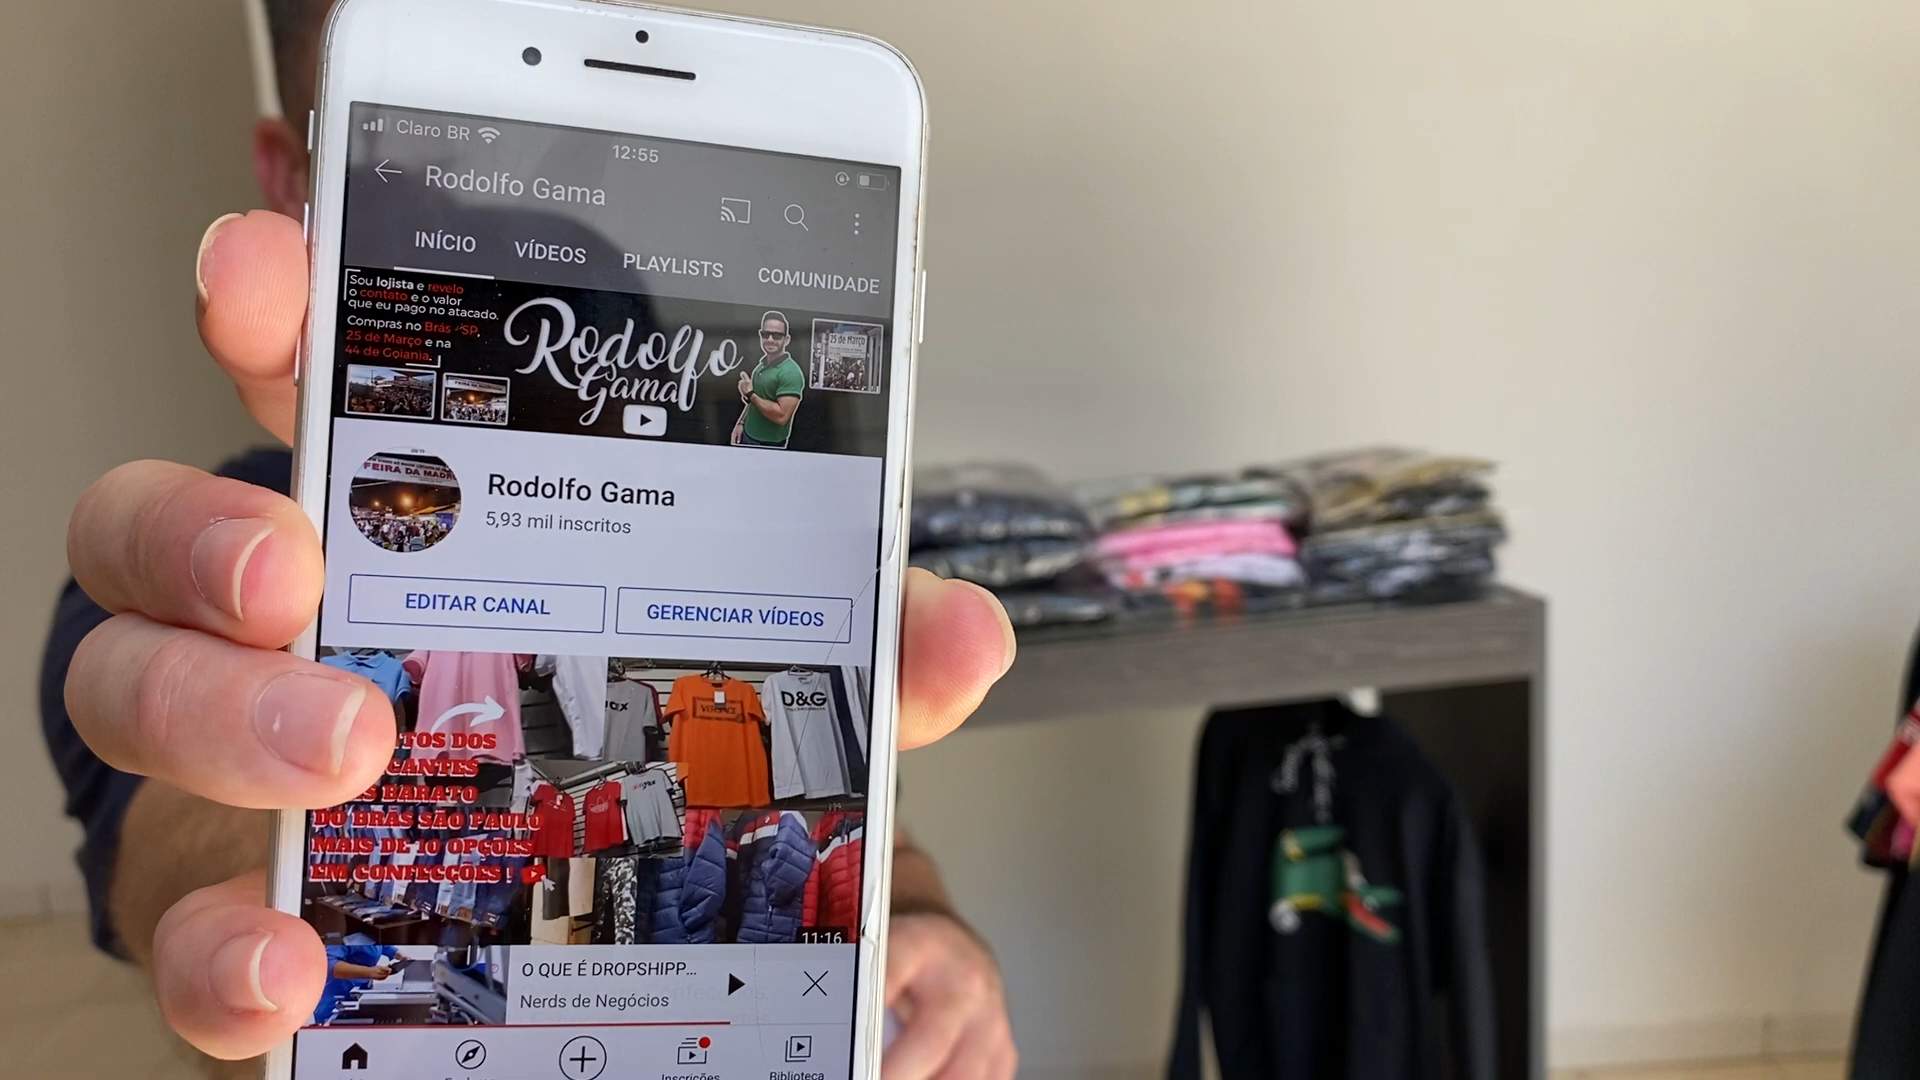 Claro BR
12:55
Rodolfo Gama
INÍCIO VÍDEOS PLAYLISTS COMUNIDADE
Sou lojista e revelo
o contato e o valor
que eu pago no atacado.
Compras no Brás - SP,
25 de Março e na
44 de Goiania.
Rodolfo
Gama
25 de Março
FEIRA DA MADR
Rodolfo Gama
5,93 mil inscritos
EDITAR CANAL
GERENCIAR VÍDEOS
D&G
TOS DOS
CANTES
S BARATO
DO BRÁS SÃO PAULO
MAIS DE 10 OPÇÕES
EM CONFECÇÕES !
11:16
O QUE É DROPSHIPP...
Nerds de Negócios
Inscrições
Biblioteca